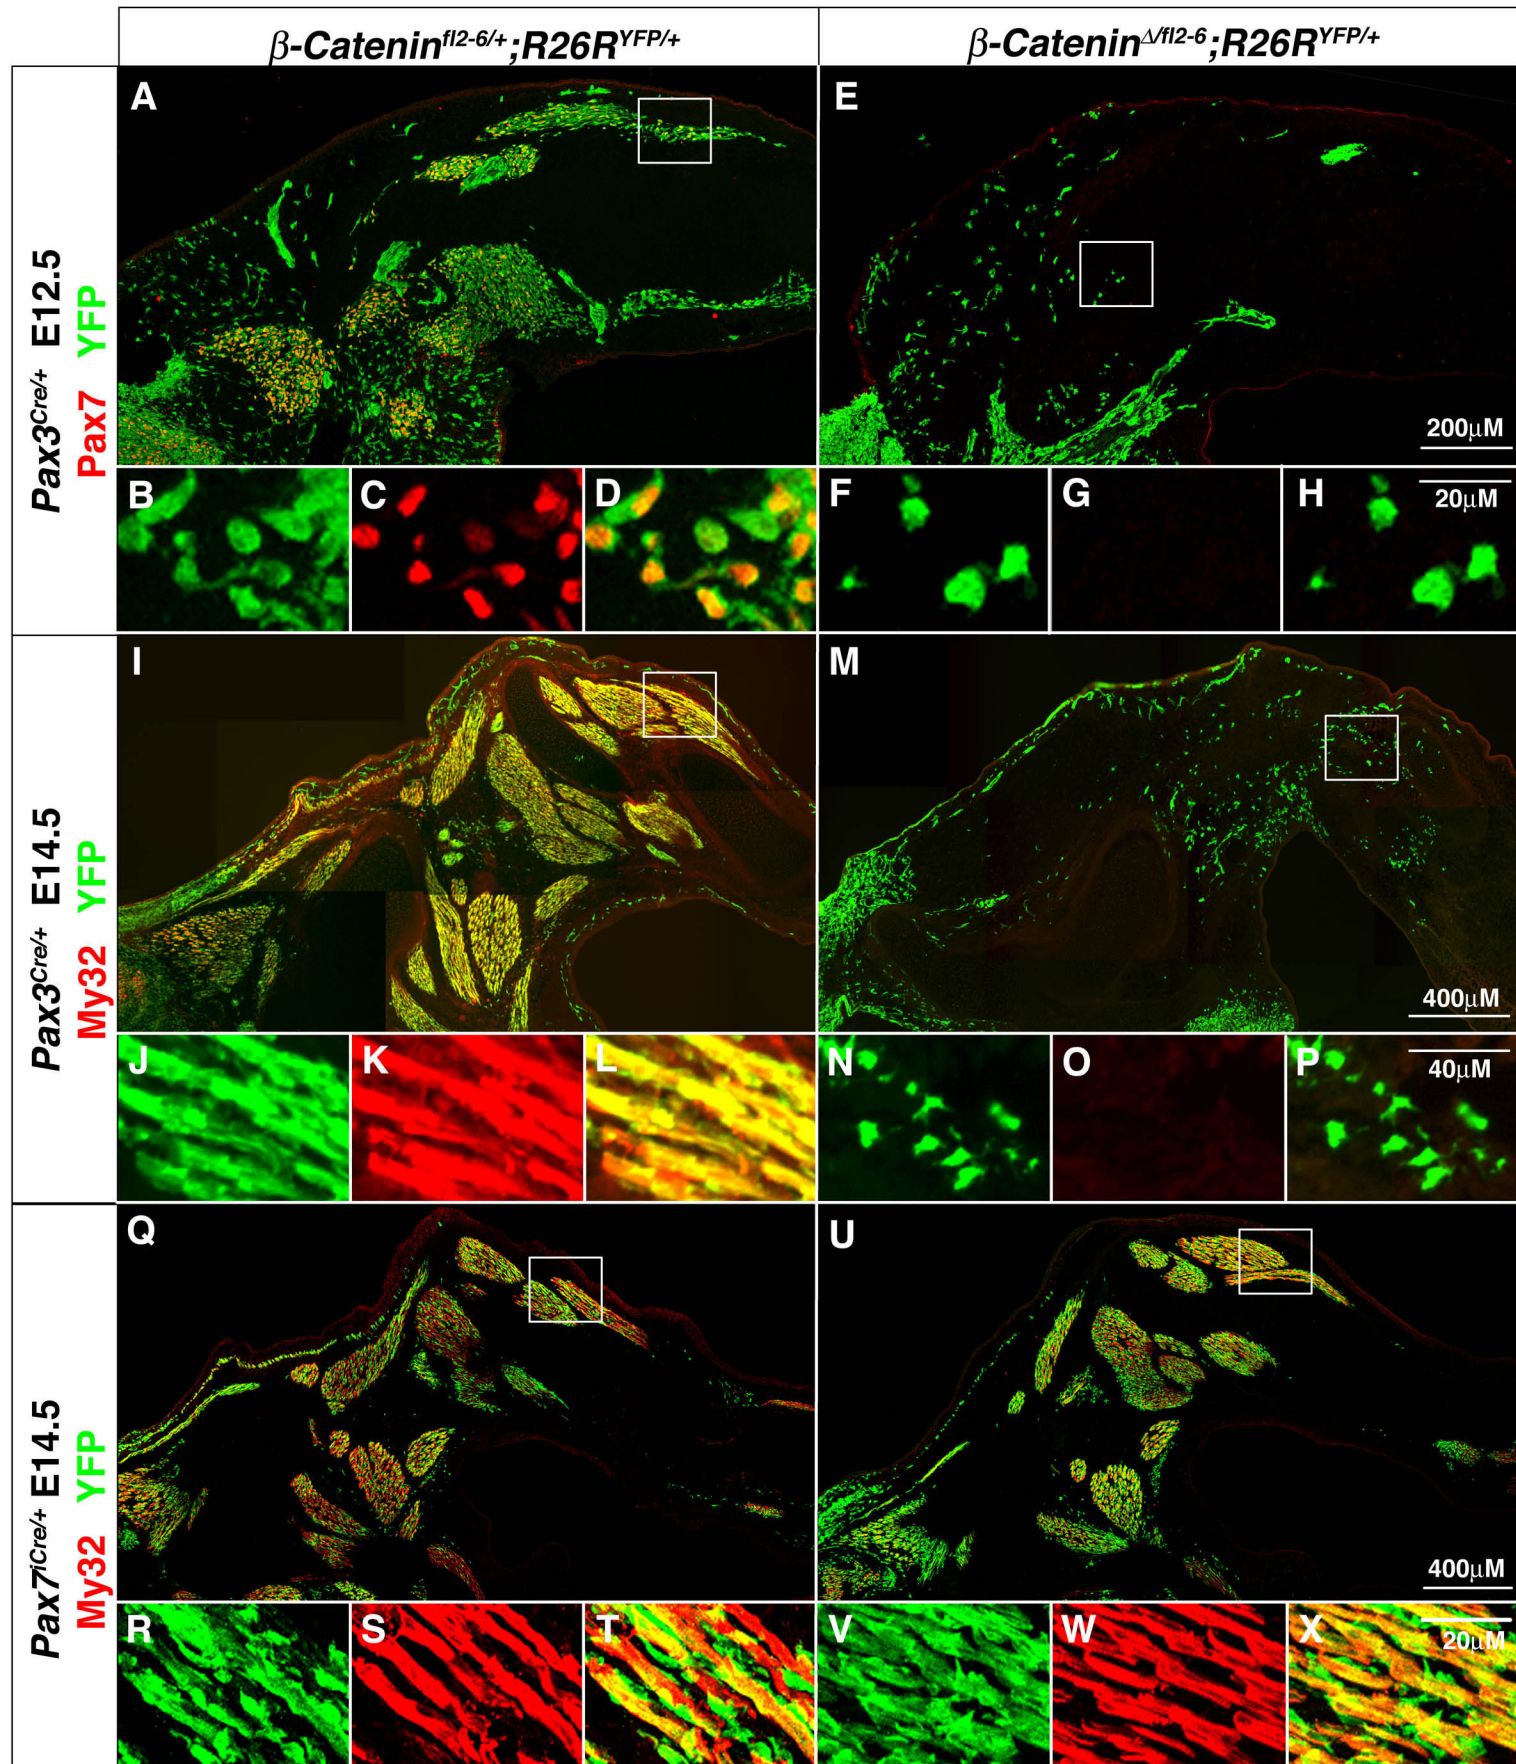 β-Catenin^fl2-6/+;R26R^YFP/+
β-Catenin^Δ/fl2-6;R26R^YFP/+
Pax3^Cre/+ E12.5
Pax7 YFP
A
E
200μM
B
C
D
F
G
H
20μM
Pax3^Cre/+ E14.5
My32 YFP
I
M
400μM
J
K
L
N
O
P
40μM
Pax7^iCre/+ E14.5
My32 YFP
Q
U
400μM
R
S
T
V
W
X
20μM